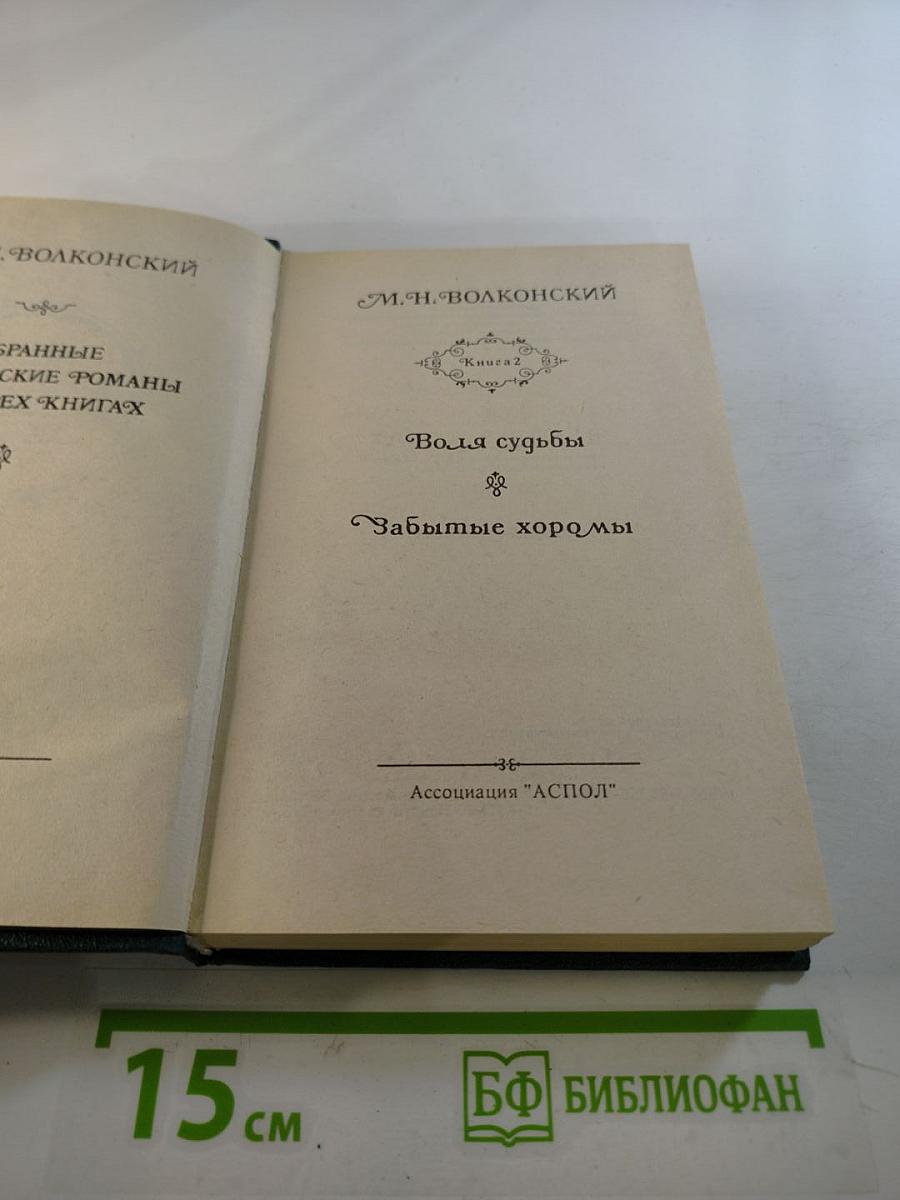 . ВОЛКОНСКИЙ
БРАННЫЕ
СКИЕ РОМАНЫ
ЕХ КНИГАХ
М. Н. ВОЛКОНСКИЙ
Книга 2
Воля судьбы
Забытые хоромы
Ассоциация "АСПОЛ"
15 см
БФ БИБЛИОФАН